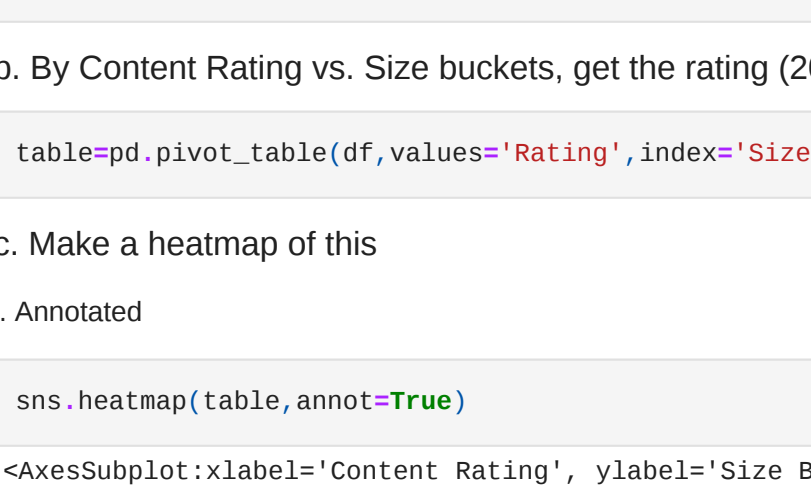 b. By Content Rating vs. Size buckets, get the rating (20
table=pd.pivot_table(df,values='Rating',index='Size
c. Make a heatmap of this
. Annotated
sns.heatmap(table,annot=True)
<AxesSubplot:xlabel='Content Rating', ylabel='Size B